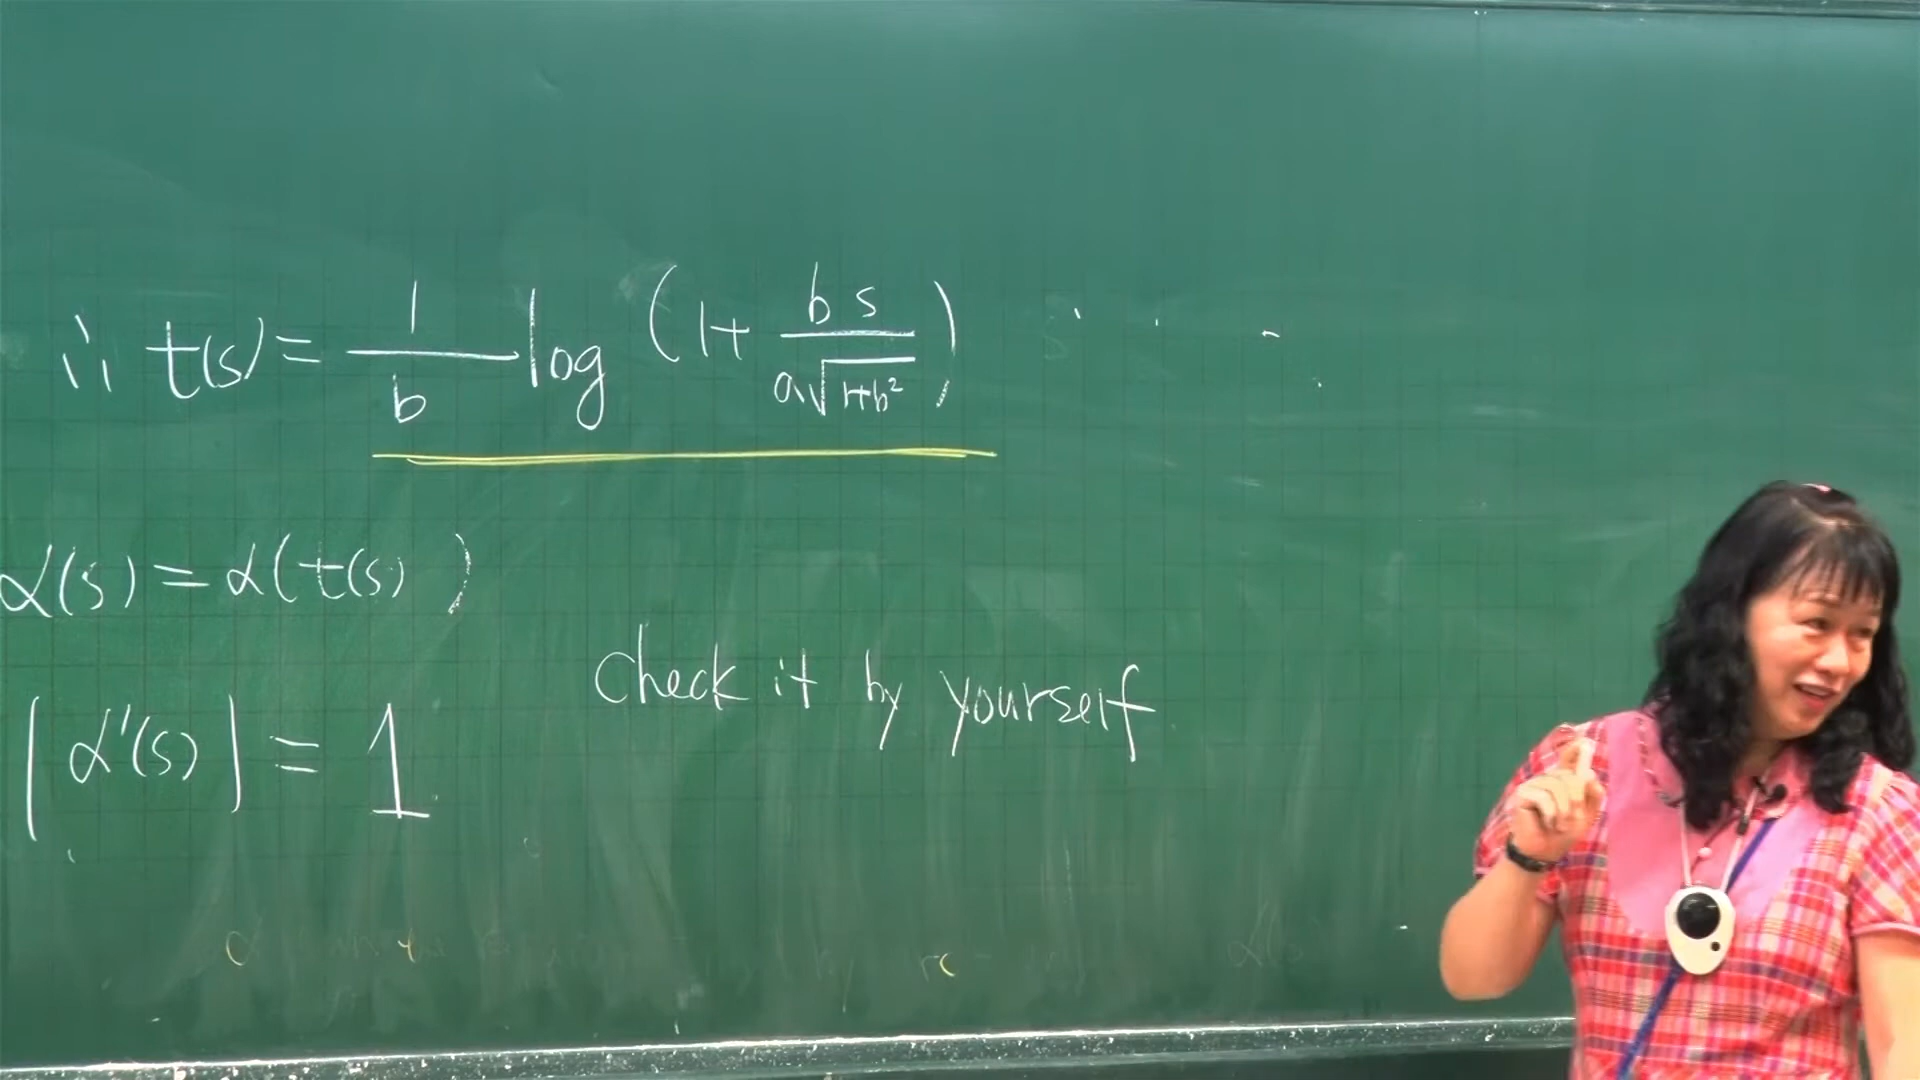 ∴ t(s) = 1/b log (1 + bs/(a√(1+b²)))
α(s) = α(t(s))
|α'(s)| = 1
Check it by yourself